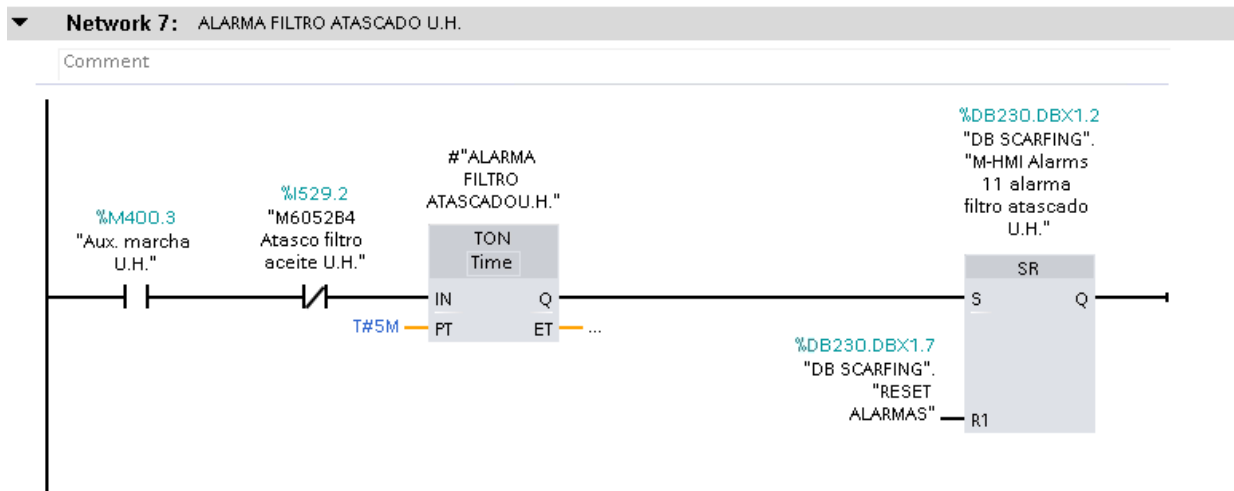 Network 7: ALARMA FILTRO ATASCADO U.H.
Comment
%M400.3
"Aux. marcha
U.H."
%I529.2
"M6052B4
Atasco filtro
aceite U.H."
#"ALARMA
FILTRO
ATASCADOU.H."
TON
Time
IN
Q
T#5M
PT
ET
...
%DB230.DBX1.2
"DB SCARFING".
"M-HMI Alarms
11 alarma
filtro atascado
U.H."
SR
S
Q
%DB230.DBX1.7
"DB SCARFING".
"RESET
ALARMAS"
R1